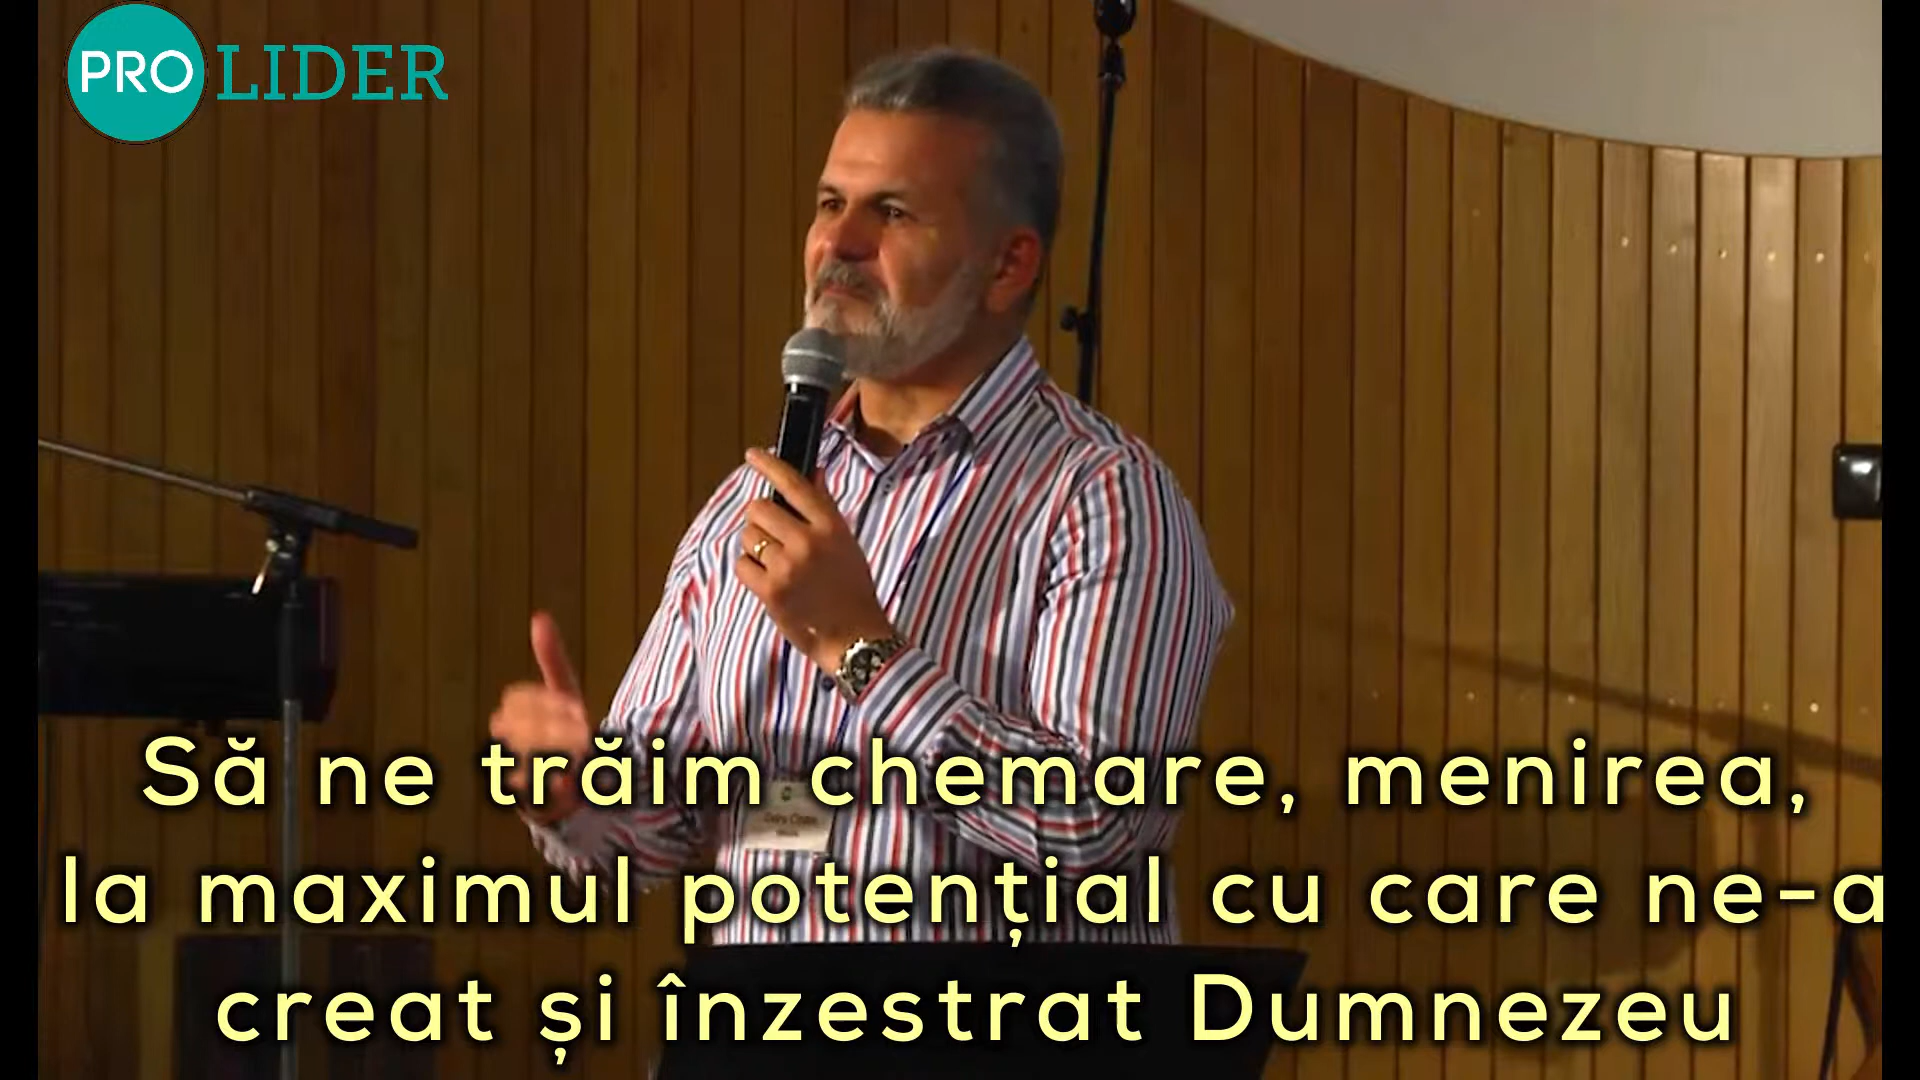 PRO LIDER
Să ne trăim chemare, menirea,
la maximul potențial cu care ne-a
creat și înzestrat Dumnezeu